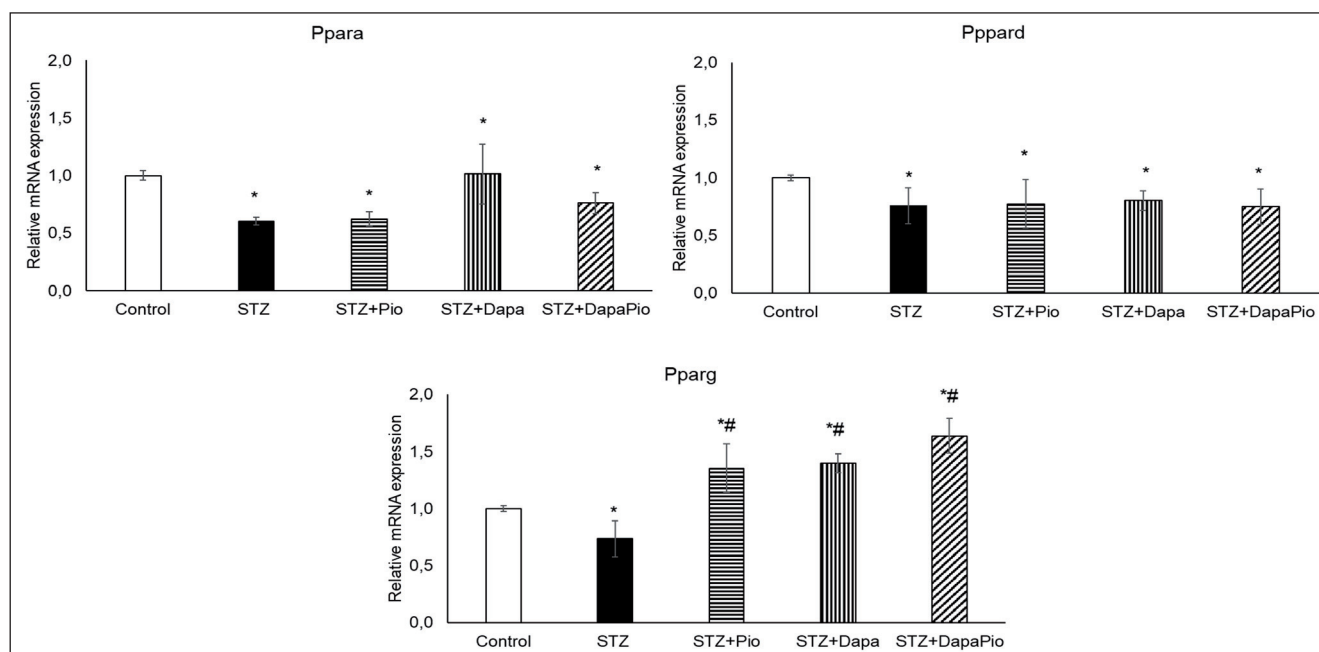 Ppara
Relative mRNA expression
2,0
1,5
1,0
0,5
0,0
*
*
*
*
Control
STZ
STZ+Pio
STZ+Dapa
STZ+DapaPio
Pppard
Relative mRNA expression
2,0
1,5
1,0
0,5
0,0
*
*
*
*
Control
STZ
STZ+Pio
STZ+Dapa
STZ+DapaPio
Pparg
Relative mRNA expression
2,0
1,5
1,0
0,5
0,0
*
*#
*#
*#
Control
STZ
STZ+Pio
STZ+Dapa
STZ+DapaPio